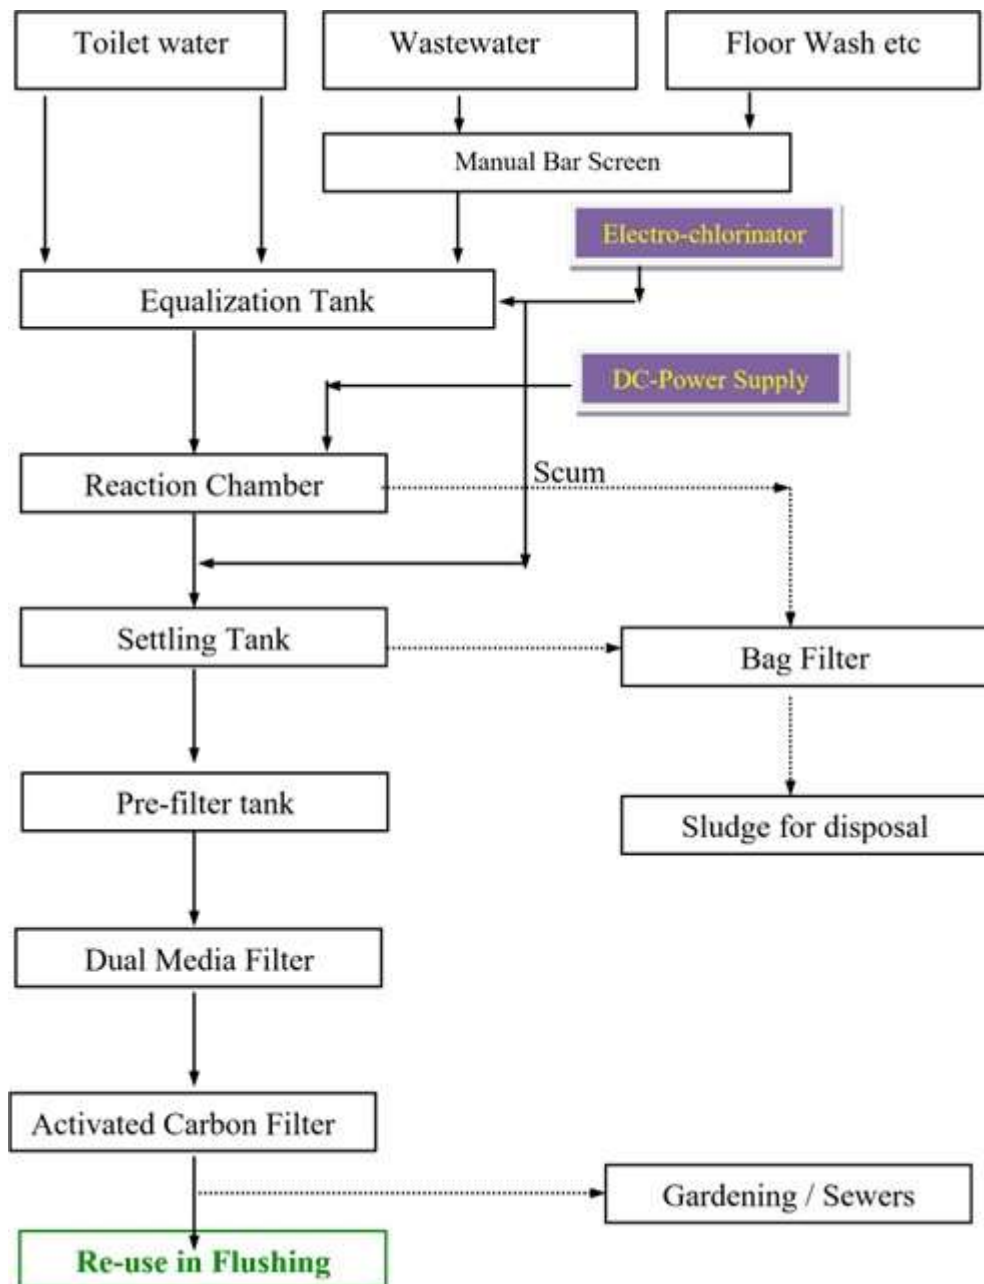 Toilet water
Wastewater
Floor Wash etc
Manual Bar Screen
Electro-chlorinator
Equalization Tank
DC-Power Supply
Reaction Chamber
Scum
Settling Tank
Bag Filter
Pre-filter tank
Sludge for disposal
Dual Media Filter
Activated Carbon Filter
Gardening / Sewers
Re-use in Flushing